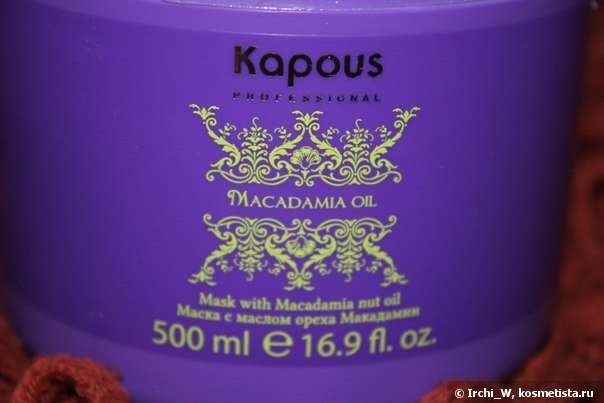 Kapous
PROFESSIONAL
MACADAMIA OIL
Mask with Macadamia nut oil
Маска с маслом ореха Макадамии
500 ml ℮ 16.9 fl. oz.
© Irchi_W, kosmetista.ru